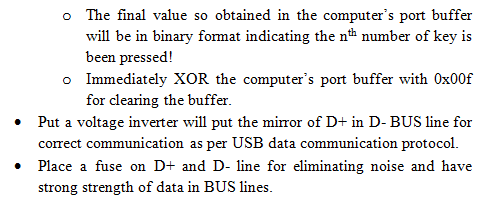 o The final value so obtained in the computer's port buffer
will be in binary format indicating the nth number of key is
been pressed!
o Immediately XOR the computer's port buffer with 0x00f
for clearing the buffer.
• Put a voltage inverter will put the mirror of D+ in D- BUS line for
correct communication as per USB data communication protocol.
• Place a fuse on D+ and D- line for eliminating noise and have
strong strength of data in BUS lines.